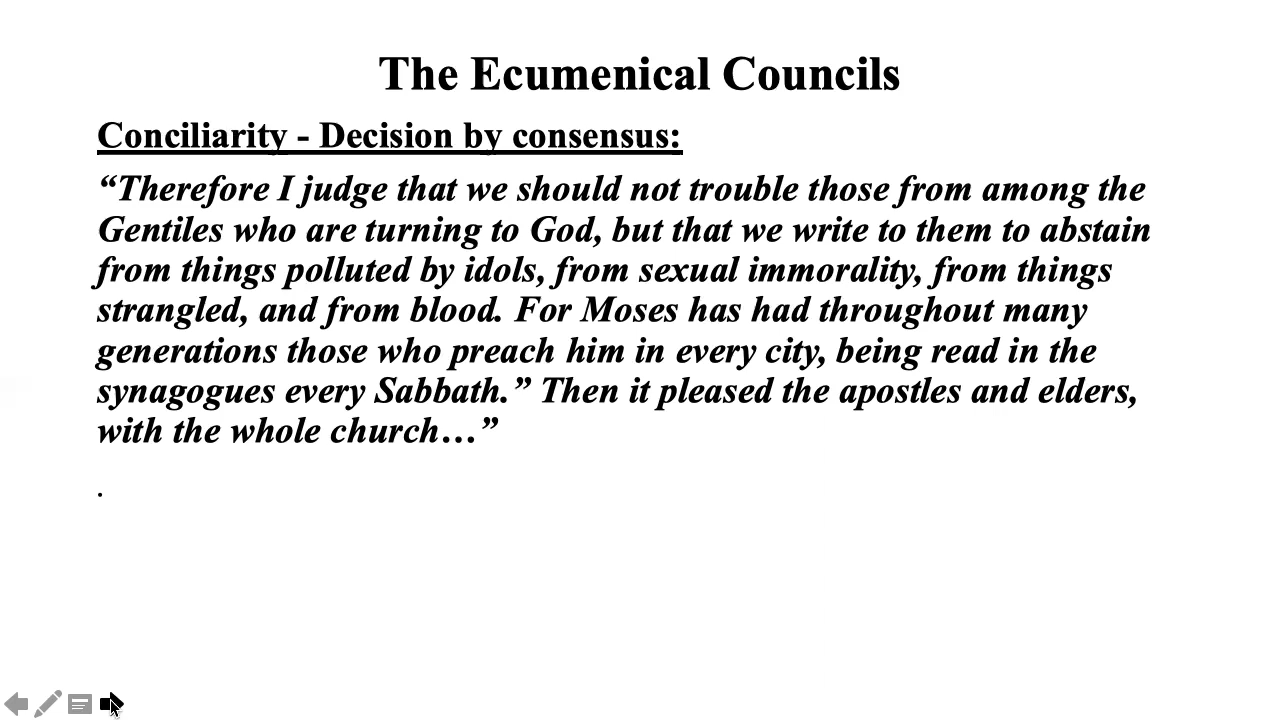 The Ecumenical Councils
Conciliarity - Decision by consensus:
“Therefore I judge that we should not trouble those from among the
Gentiles who are turning to God, but that we write to them to abstain
from things polluted by idols, from sexual immorality, from things
strangled, and from blood. For Moses has had throughout many
generations those who preach him in every city, being read in the
synagogues every Sabbath.” Then it pleased the apostles and elders,
with the whole church…”
.